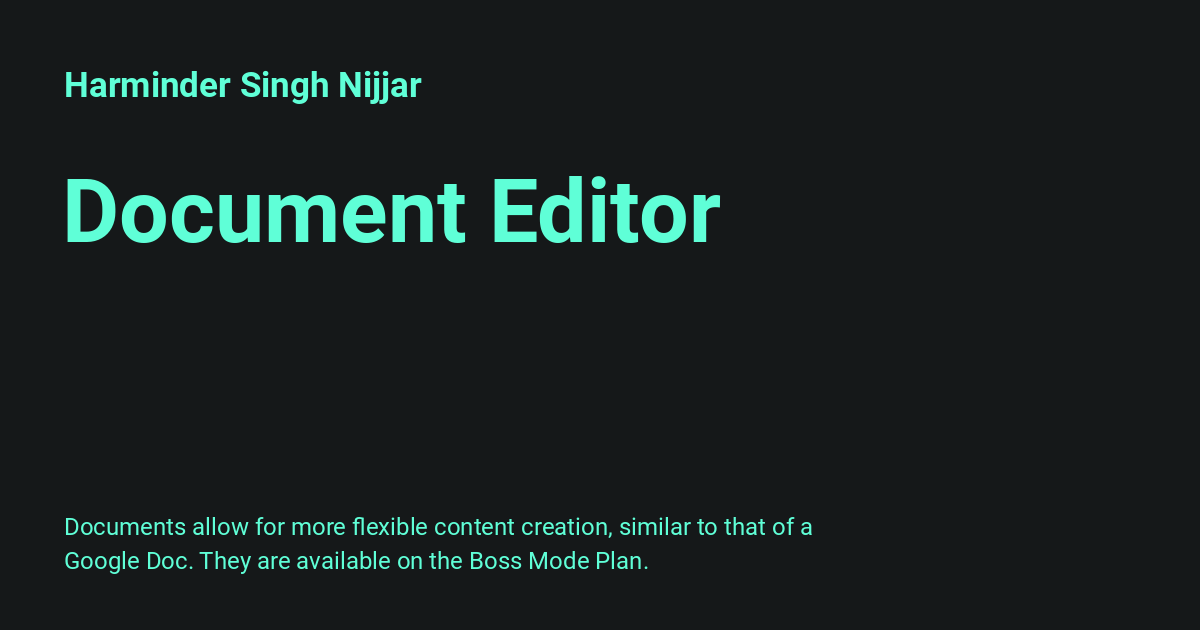 Harminder Singh Nijjar
Document Editor
Documents allow for more flexible content creation, similar to that of a
Google Doc. They are available on the Boss Mode Plan.